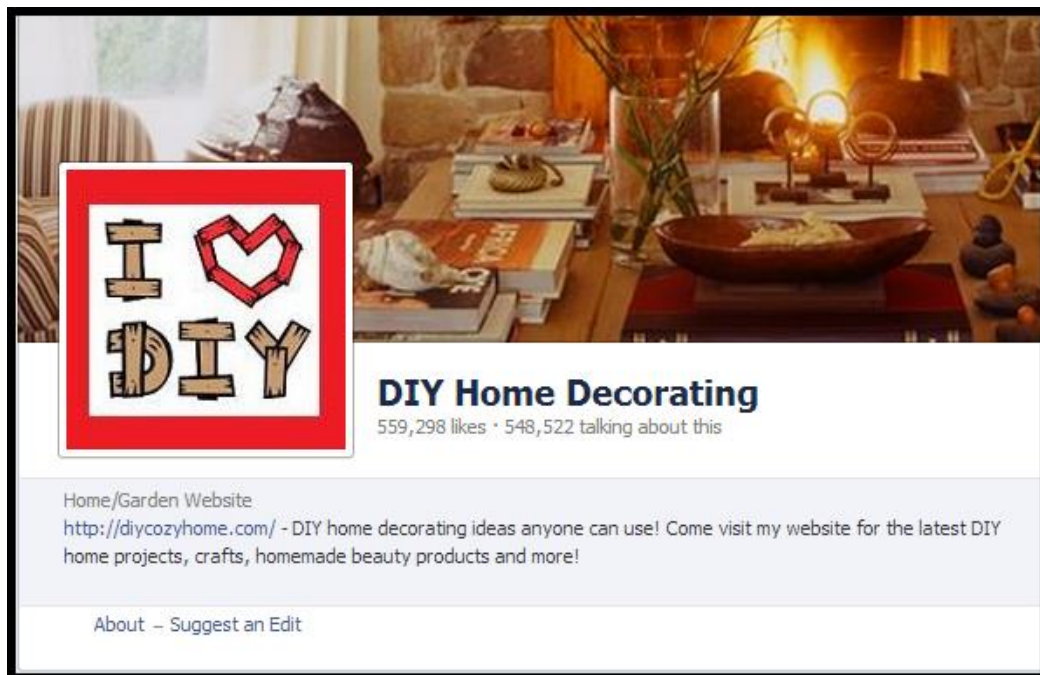 I
DIY
DIY Home Decorating
559,298 likes · 548,522 talking about this
Home/Garden Website
http://diycozyhome.com/ - DIY home decorating ideas anyone can use! Come visit my website for the latest DIY
home projects, crafts, homemade beauty products and more!
About – Suggest an Edit